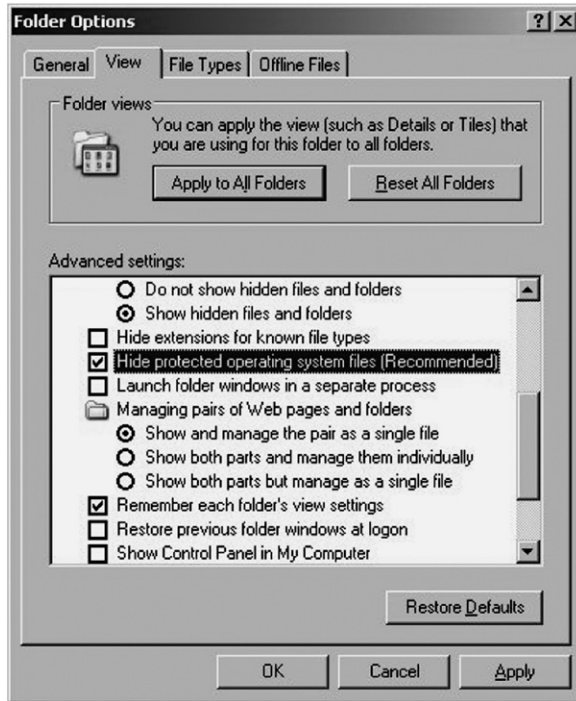 Folder Options
General
View
File Types
Offline Files
Folder views
You can apply the view (such as Details or Tiles) that
you are using for this folder to all folders.
Apply to All Folders
Reset All Folders
Advanced settings:
Do not show hidden files and folders
Show hidden files and folders
Hide extensions for known file types
Hide protected operating system files (Recommended)
Launch folder windows in a separate process
Managing pairs of Web pages and folders
Show and manage the pair as a single file
Show both parts and manage them individually
Show both parts but manage as a single file
Remember each folder's view settings
Restore previous folder windows at logon
Show Control Panel in My Computer
Restore Defaults
OK
Cancel
Apply